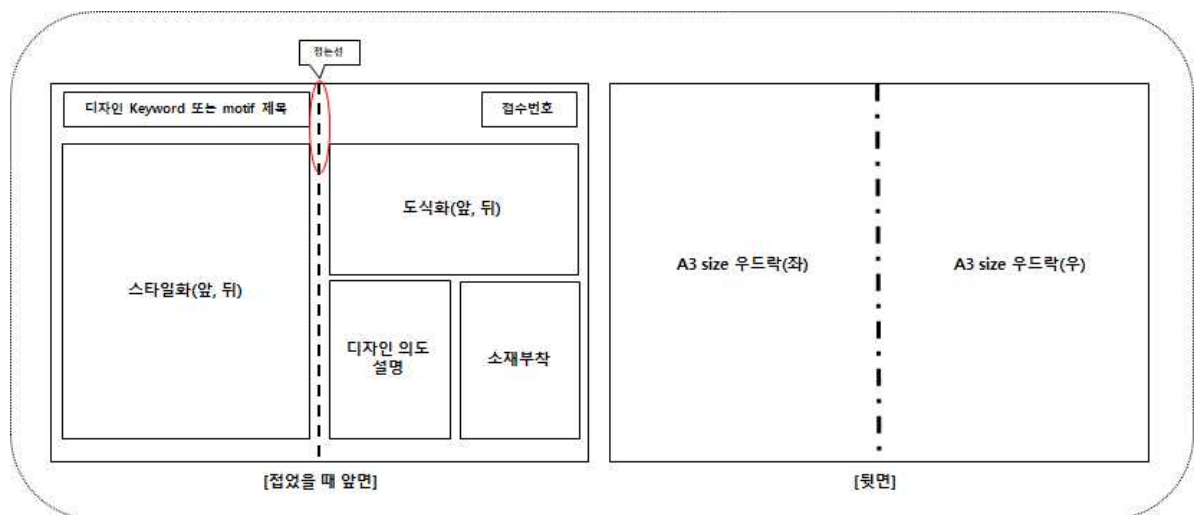 접는선
디자인 Keyword 또는 motif 제목
접수번호
스타일화(앞, 뒤)
도식화(앞, 뒤)
디자인 의도
설명
소재부착
[접었을 때 앞면]
A3 size 우드락(좌)
A3 size 우드락(우)
[뒷면]